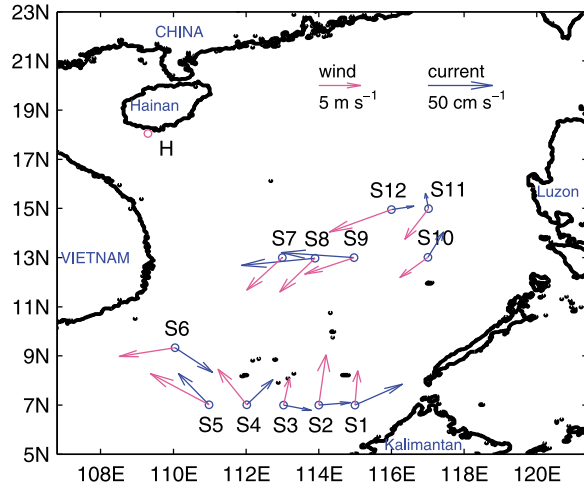 23N
CHINA
21N
wind
current
Hainan
5 m s⁻¹
50 cm s⁻¹
19N
H
17N
Luzon
S12
S11
15N
S7
S8
S9
S10
13N
VIETNAM
11N
S6
9N
7N
S5
S4
S3
S2
S1
Kalimantan
5N
108E
110E
112E
114E
116E
118E
120E